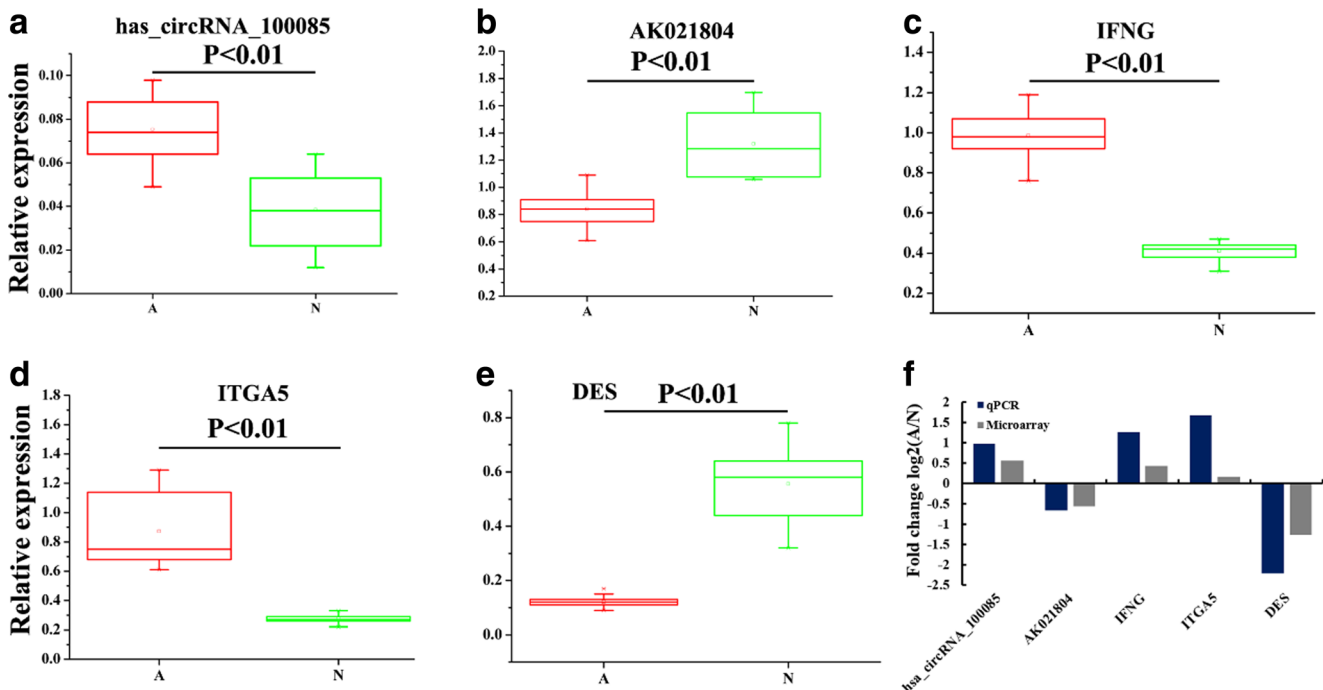 a
has_circRNA_100085
P<0.01
Relative expression
0.10
0.08
0.06
0.04
0.02
0.00
A
N
b
AK021804
P<0.01
2.0
1.8
1.6
1.4
1.2
1.0
0.8
0.6
0.4
0.2
A
N
c
IFNG
P<0.01
1.4
1.2
1.0
0.8
0.6
0.4
0.2
A
N
d
ITGA5
P<0.01
Relative expression
1.8
1.6
1.4
1.2
1.0
0.8
0.6
0.4
0.2
0.0
A
N
e
DES
P<0.01
0.8
0.6
0.4
0.2
0.0
A
N
f
qPCR
Microarray
Fold change log2(A/N)
2
1.5
1
0.5
0
-0.5
-1
-1.5
-2
-2.5
hsa_circRNA_100085
AK021804
IFNG
ITGA5
DES